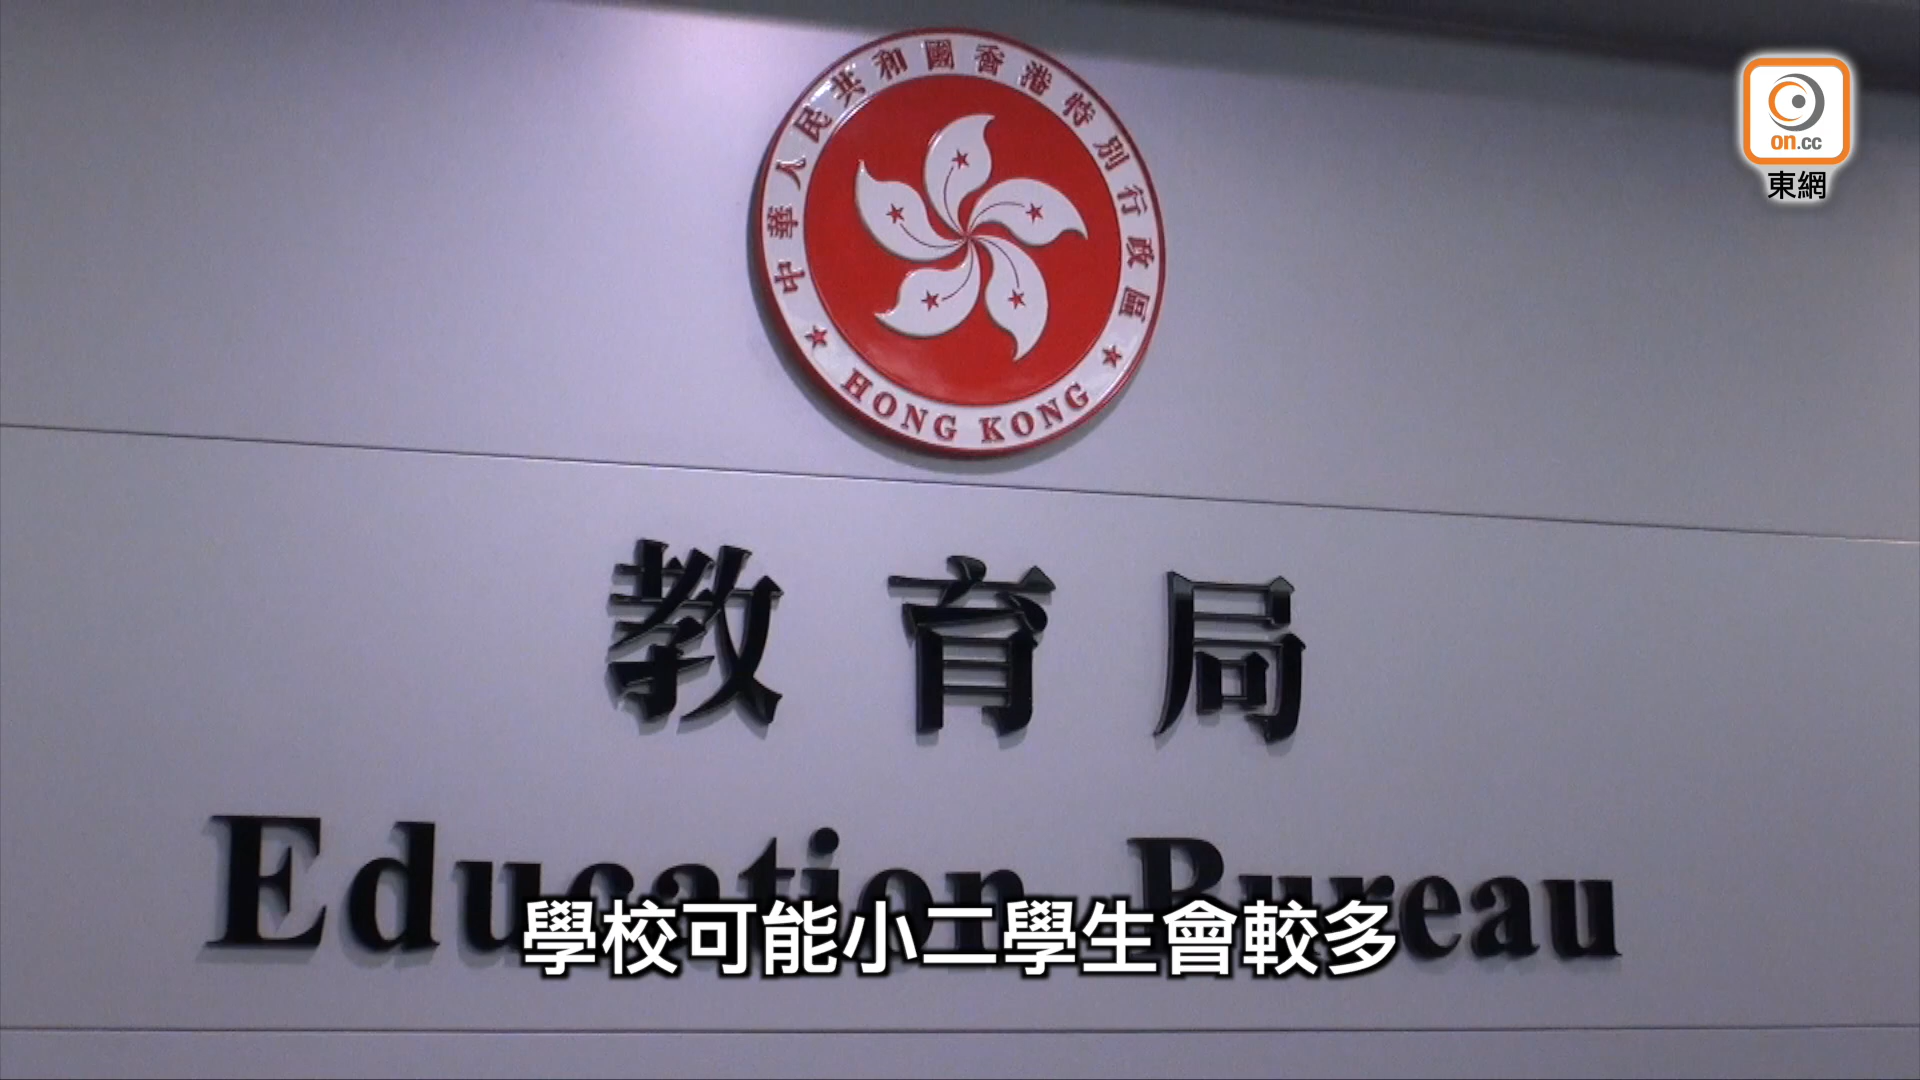 中華人民共和國香港特別行政區
HONG KONG
on.cc
東網
教育局
Education Bureau
學校可能小二學生會較多